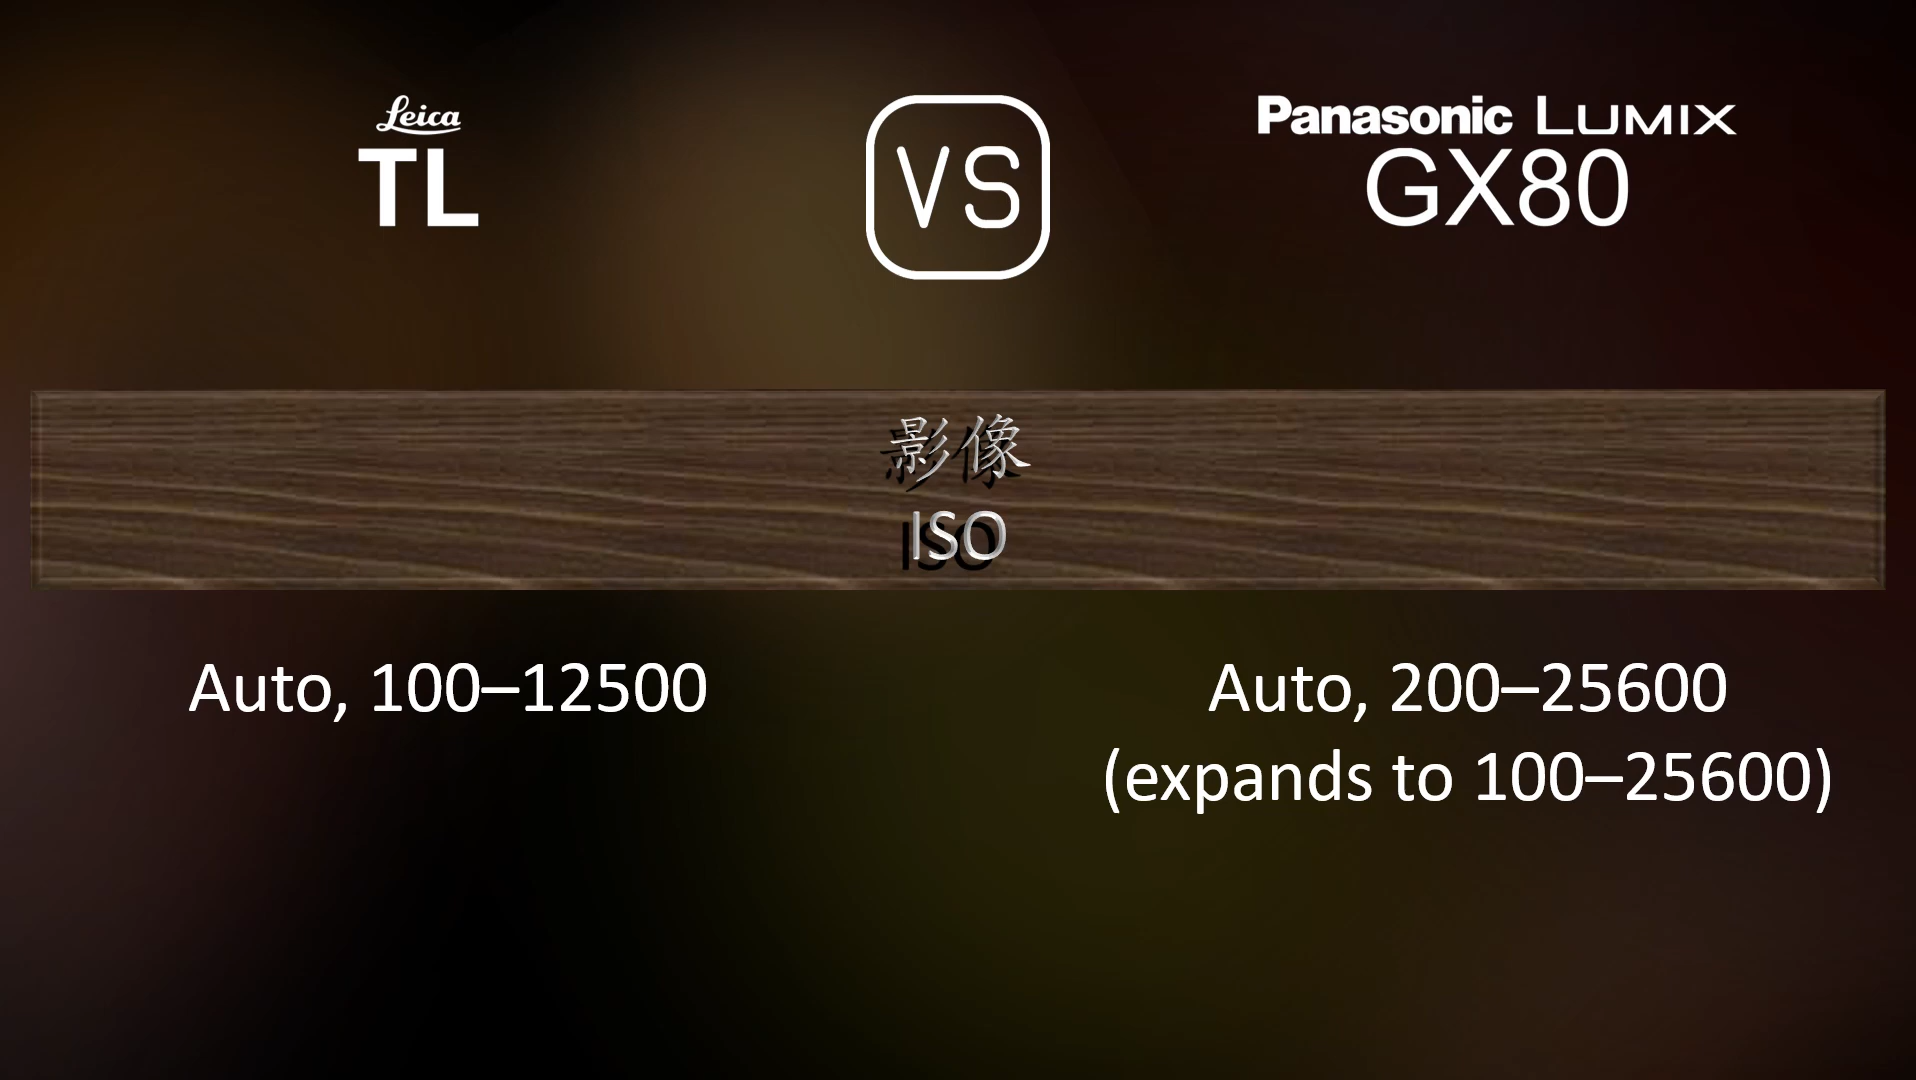 Leica
TL
VS
Panasonic LUMIX
GX80
影像
ISO
Auto, 100–12500
Auto, 200–25600
(expands to 100–25600)